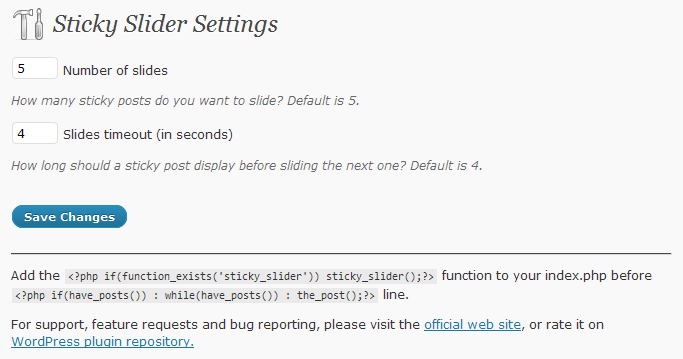 Sticky Slider Settings
5 Number of slides
How many sticky posts do you want to slide? Default is 5.
4 Slides timeout (in seconds)
How long should a sticky post display before sliding the next one? Default is 4.
Save Changes
Add the <?php if(function_exists('sticky_slider')) sticky_slider();?> function to your index.php before
<?php if(have_posts()) : while(have_posts()) : the_post();?> line.
For support, feature requests and bug reporting, please visit the official web site, or rate it on
WordPress plugin repository.